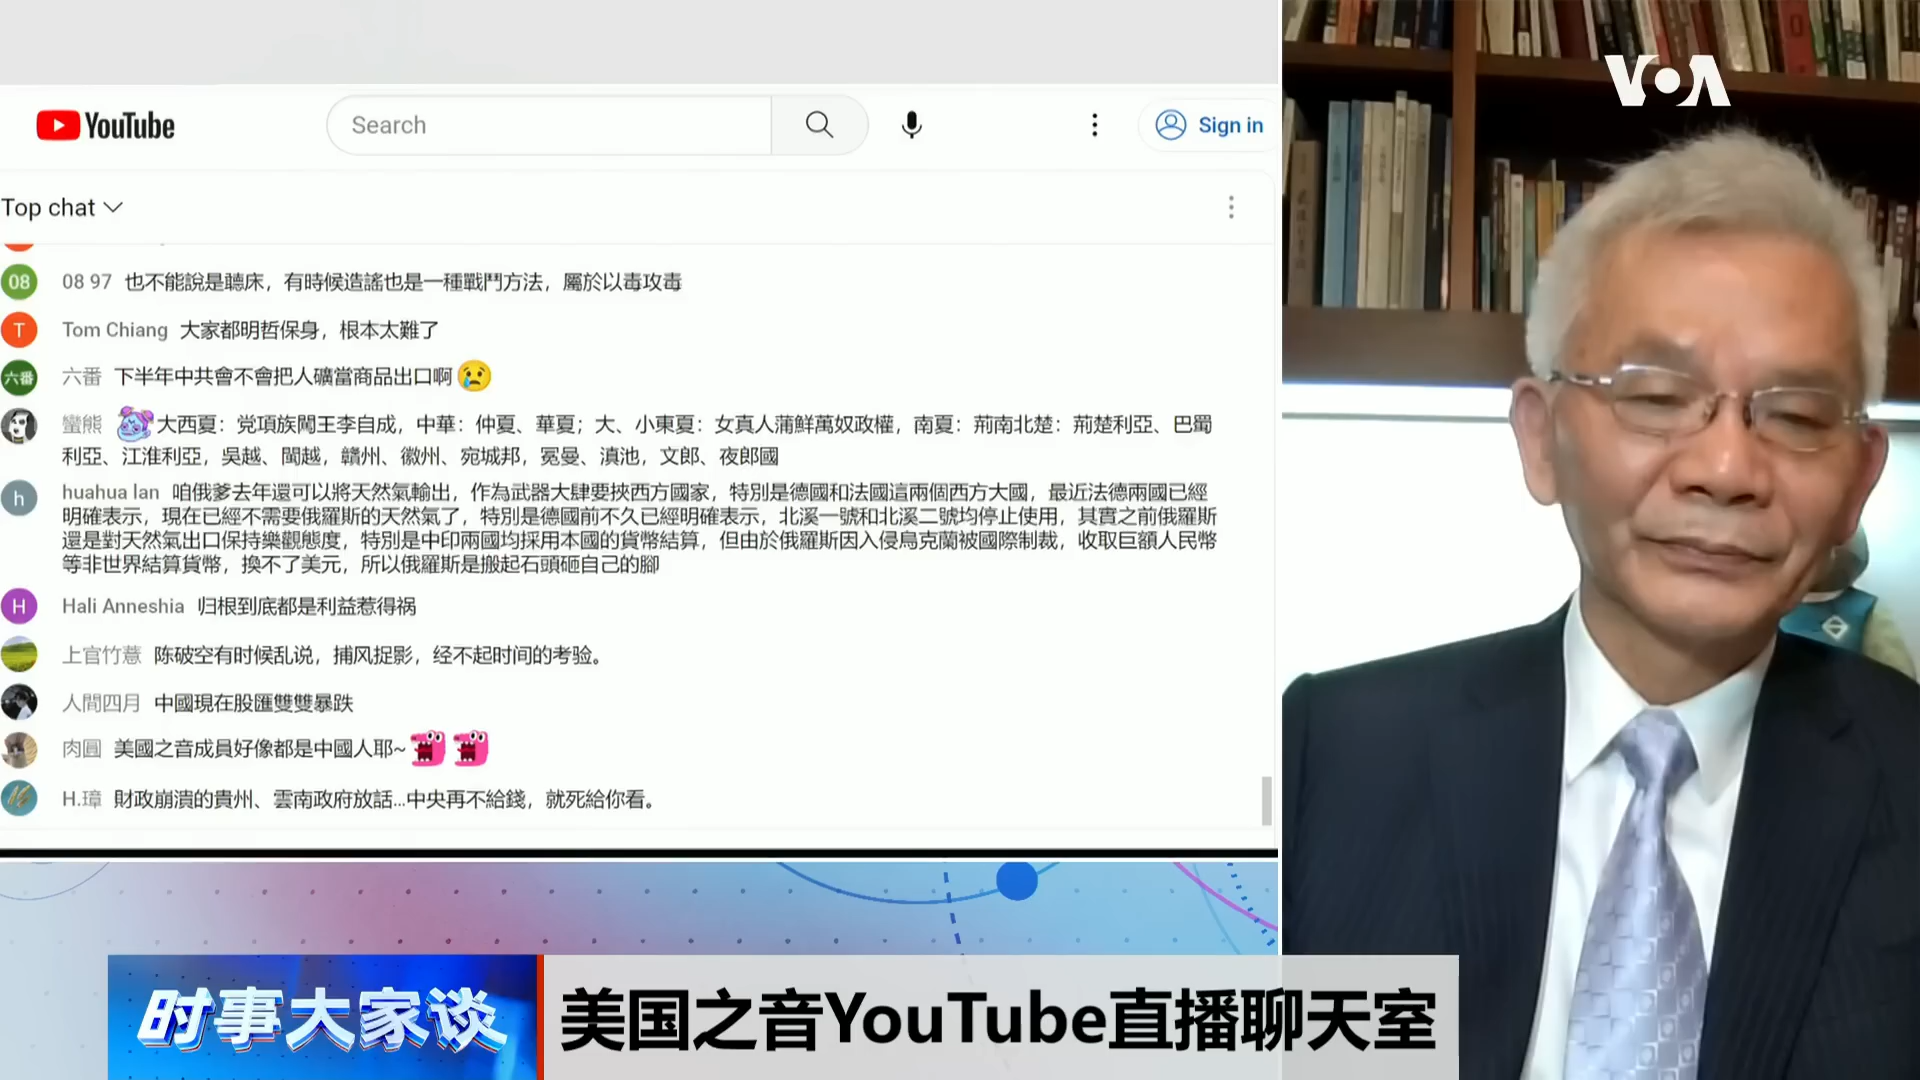 VOA
YouTube
Search
Sign in
Top chat
08
08 97 也不能說是聽床，有時候造謠也是一種戰鬥方法，屬於以毒攻毒
T
Tom Chiang 大家都明哲保身，根本太難了
六番
六番 下半年中共會不會把人礦當商品出口啊
蠻熊 大西夏：党項族闖王李自成，中華：仲夏、華夏；大、小東夏：女真人蒲鮮萬奴政權，南夏：荊南北楚：荊楚利亞、巴蜀
利亞、江淮利亞，吳越、閩越，贛州、徽州、宛城邦，冕曼、滇池，文郎、夜郎國
h
huahua lan 咱俄爹去年還可以將天然氣輸出，作為武器大肆要挾西方國家，特別是德國和法國這兩個西方大國，最近法德兩國已經
明確表示，現在已經不需要俄羅斯的天然氣了，特別是德國前不久已經明確表示，北溪一號和北溪二號均停止使用，其實之前俄羅斯
還是對天然氣出口保持樂觀態度，特別是中印兩國均採用本國的貨幣結算，但由於俄羅斯因入侵烏克蘭被國際制裁，收取巨額人民幣
等非世界結算貨幣，換不了美元，所以俄羅斯是搬起石頭砸自己的腳
H
Hali Anneshia 归根到底都是利益惹得祸
上官竹薏 陈破空有时候乱说，捕风捉影，经不起时间的考验。
人間四月 中國現在股匯雙雙暴跌
肉圓 美國之音成員好像都是中國人耶~
H.璋 財政崩潰的貴州、雲南政府放話...中央再不給錢，就死給你看。
时事大家谈
美国之音YouTube直播聊天室